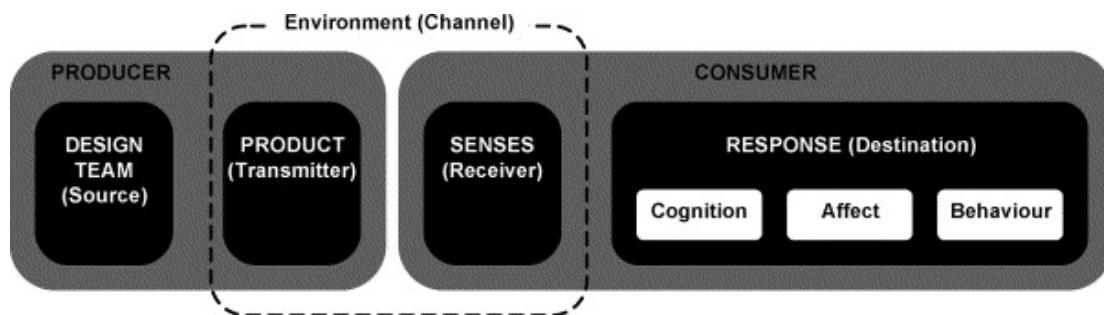 Environment (Channel)
PRODUCER
CONSUMER
DESIGN
TEAM
(Source)
PRODUCT
(Transmitter)
SENSES
(Receiver)
RESPONSE (Destination)
Cognition
Affect
Behaviour